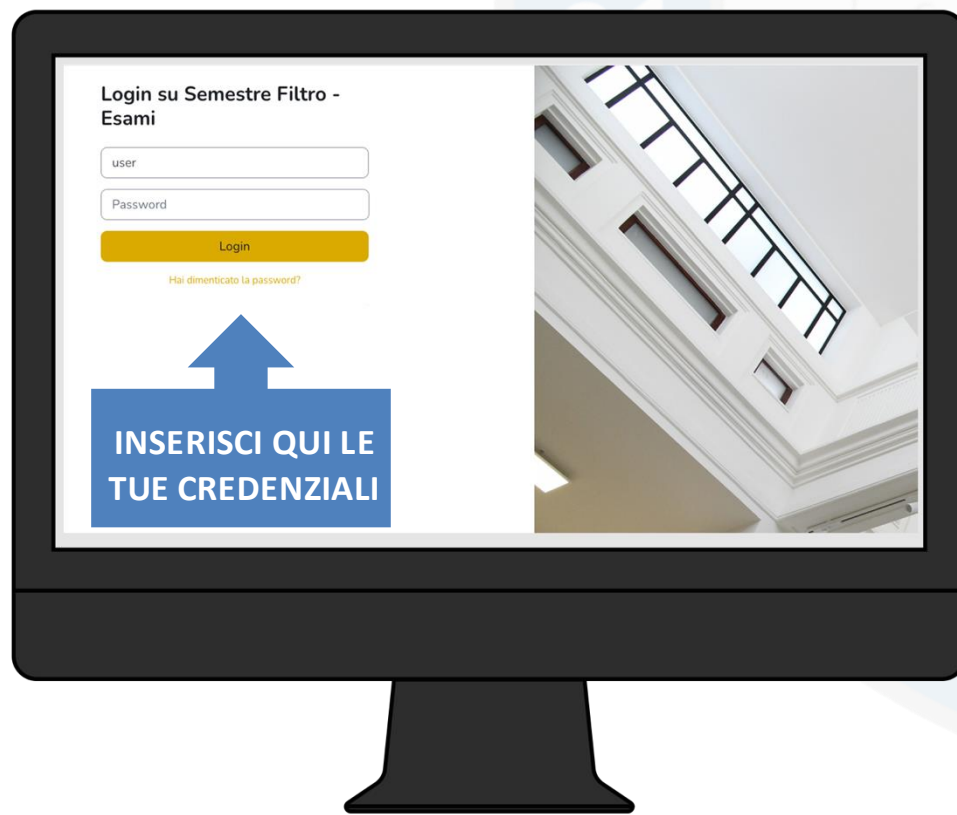 Login su Semestre Filtro -
Esami
user
Password
Login
Hai dimenticato la password?
INSERISCI QUI LE
TUE CREDENZIALI